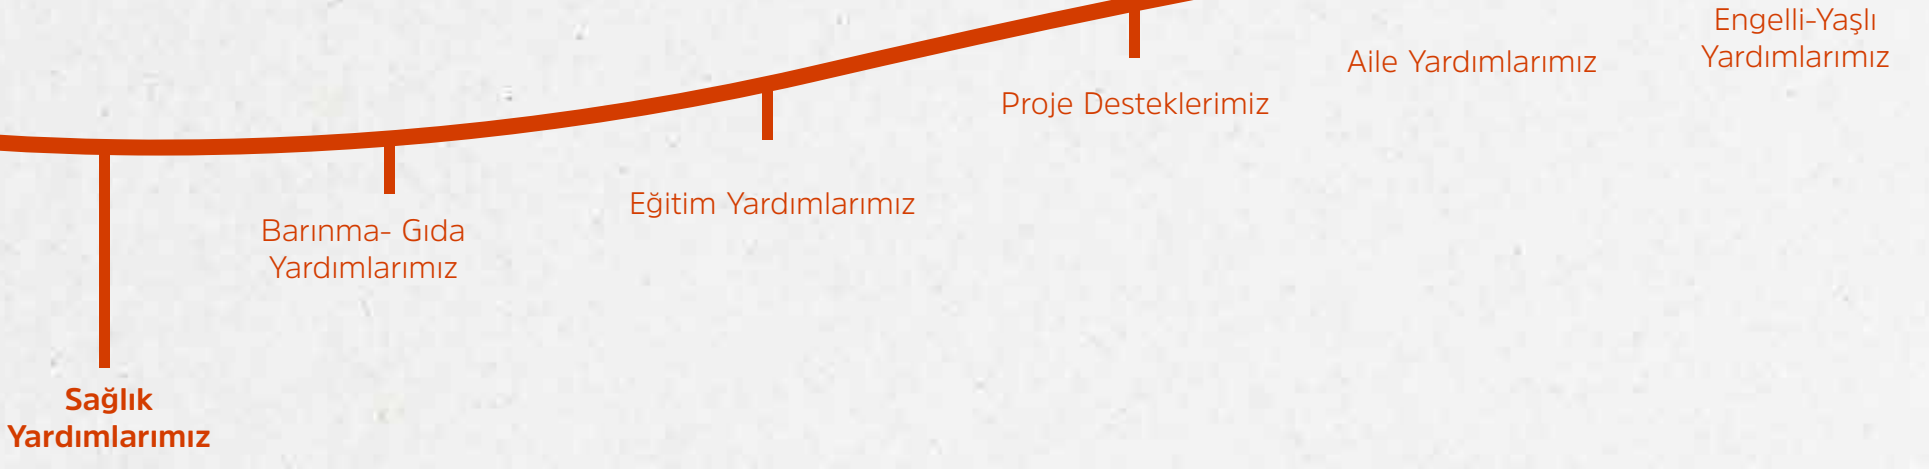 Sağlık
Yardımlarımız
Barınma- Gıda
Yardımlarımız
Eğitim Yardımlarımız
Proje Desteklerimiz
Aile Yardımlarımız
Engelli-Yaşlı
Yardımlarımız